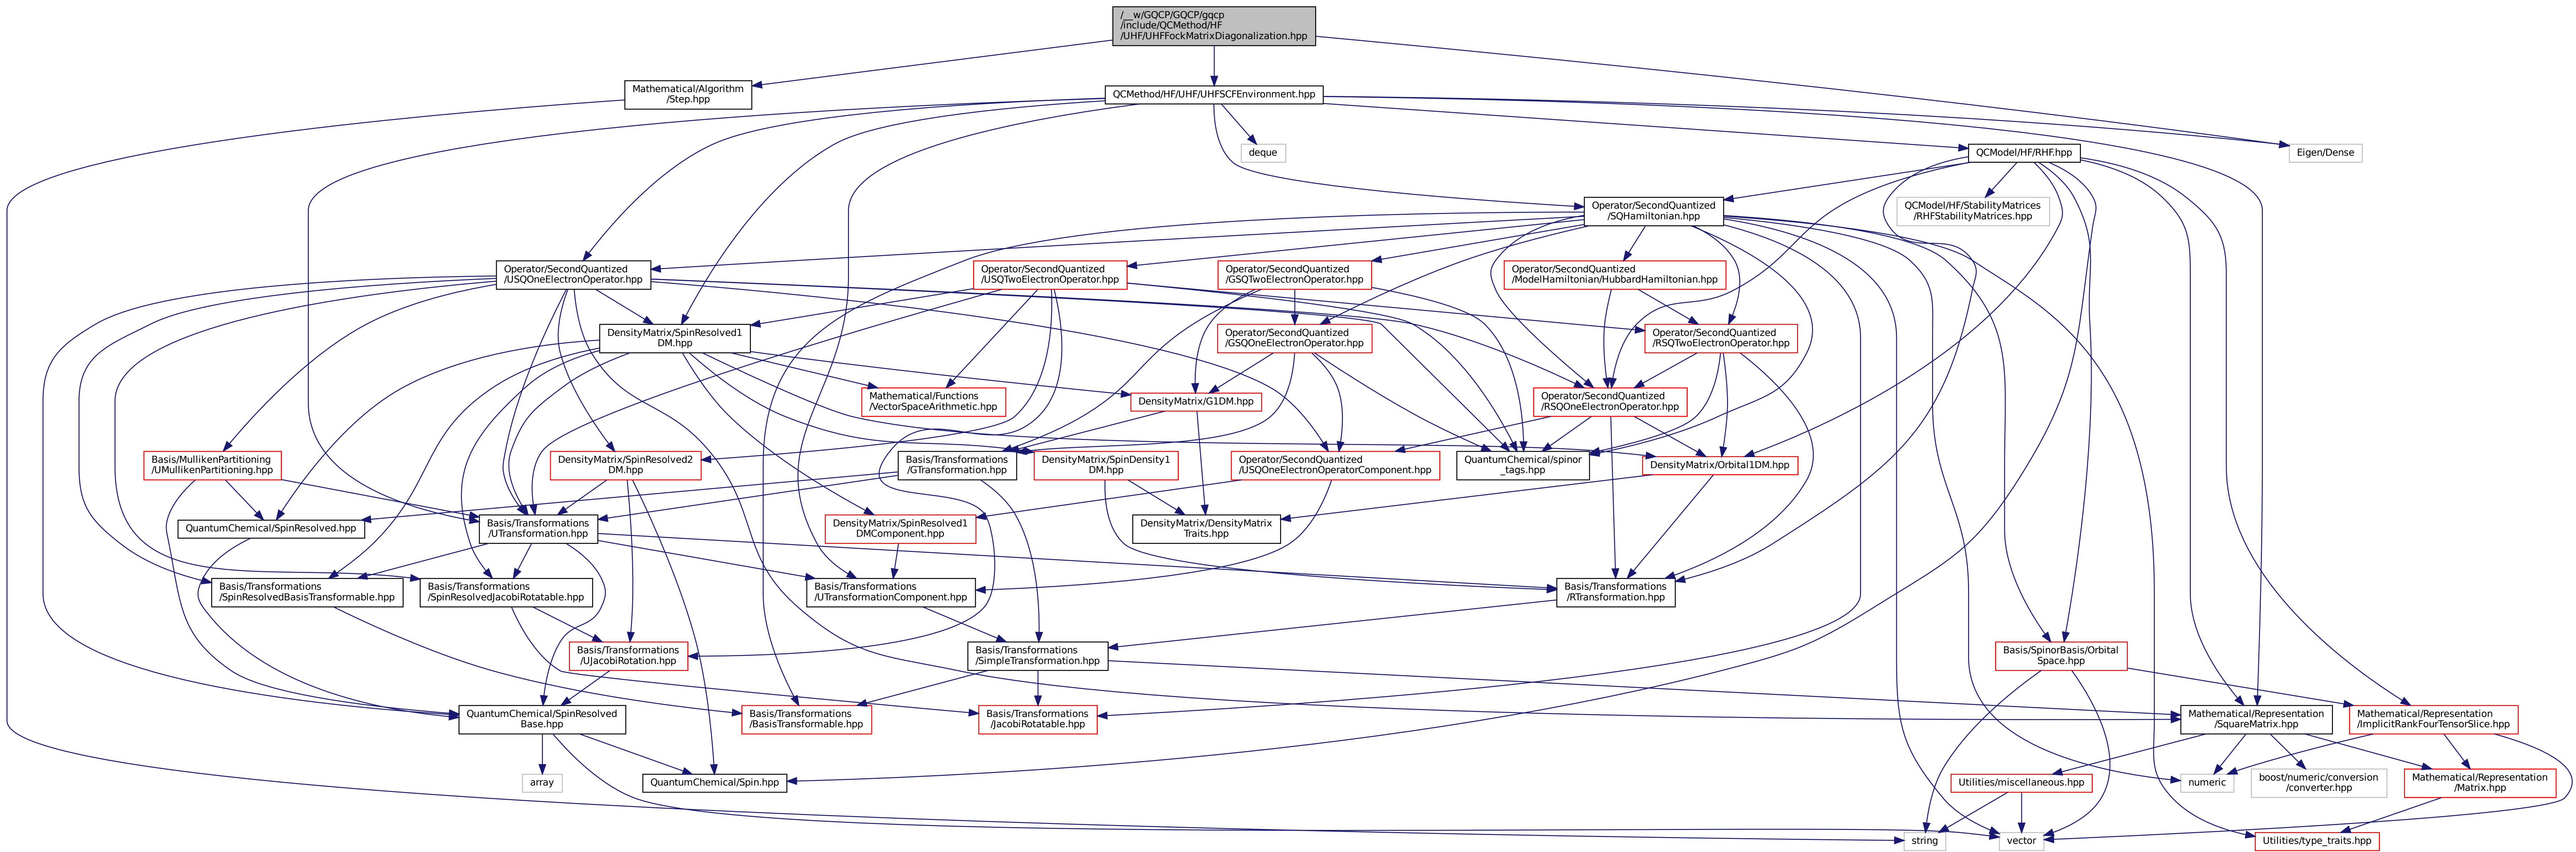 /__w/GQCP/GQCP/gqcp
/include/QCMethod/HF
/UHF/UHFFockMatrixDiagonalization.hpp
Mathematical/Algorithm
/Step.hpp
QCMethod/HF/UHF/UHFSCFEnvironment.hpp
deque
QCModel/HF/RHF.hpp
Eigen/Dense
Operator/SecondQuantized
/SQHamiltonian.hpp
QCModel/HF/StabilityMatrices
/RHFStabilityMatrices.hpp
Operator/SecondQuantized
/USQOneElectronOperator.hpp
Operator/SecondQuantized
/USQTwoElectronOperator.hpp
Operator/SecondQuantized
/GSQTwoElectronOperator.hpp
Operator/SecondQuantized
/ModelHamiltonian/HubbardHamiltonian.hpp
DensityMatrix/SpinResolved1
DM.hpp
Operator/SecondQuantized
/GSQOneElectronOperator.hpp
Operator/SecondQuantized
/RSQTwoElectronOperator.hpp
Mathematical/Functions
/VectorSpaceArithmetic.hpp
DensityMatrix/G1DM.hpp
Operator/SecondQuantized
/RSQOneElectronOperator.hpp
Basis/MullikenPartitioning
/UMullikenPartitioning.hpp
DensityMatrix/SpinResolved2
DM.hpp
Basis/Transformations
/GTransformation.hpp
DensityMatrix/SpinDensity1
DM.hpp
Operator/SecondQuantized
/USQOneElectronOperatorComponent.hpp
QuantumChemical/spinor
_tags.hpp
DensityMatrix/Orbital1DM.hpp
QuantumChemical/SpinResolved.hpp
Basis/Transformations
/UTransformation.hpp
DensityMatrix/SpinResolved1
DMComponent.hpp
DensityMatrix/DensityMatrix
Traits.hpp
Basis/Transformations
/SpinResolvedBasisTransformable.hpp
Basis/Transformations
/SpinResolvedJacobiRotatable.hpp
Basis/Transformations
/UTransformationComponent.hpp
Basis/Transformations
/RTransformation.hpp
Basis/Transformations
/UJacobiRotation.hpp
Basis/Transformations
/SimpleTransformation.hpp
Basis/SpinorBasis/Orbital
Space.hpp
QuantumChemical/SpinResolved
Base.hpp
Basis/Transformations
/BasisTransformable.hpp
Basis/Transformations
/JacobiRotatable.hpp
Mathematical/Representation
/SquareMatrix.hpp
Mathematical/Representation
/ImplicitRankFourTensorSlice.hpp
array
QuantumChemical/Spin.hpp
Utilities/miscellaneous.hpp
numeric
boost/numeric/conversion
/converter.hpp
Mathematical/Representation
/Matrix.hpp
string
vector
Utilities/type_traits.hpp